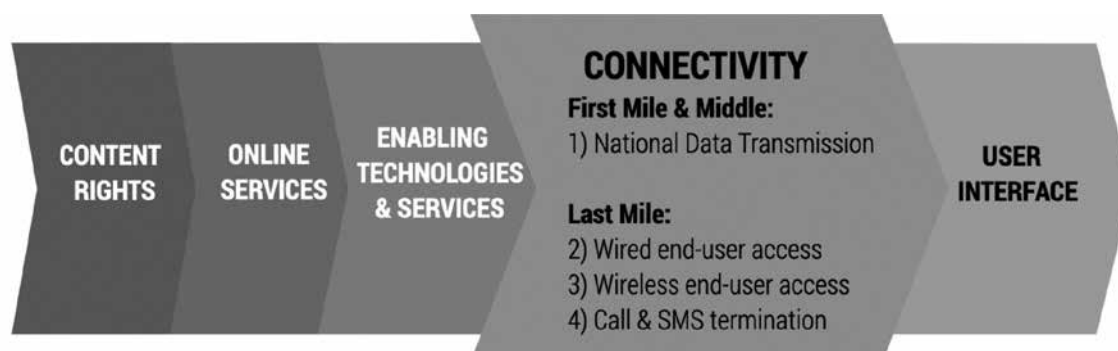 CONTENT
RIGHTS
ONLINE
SERVICES
ENABLING
TECHNOLOGIES
& SERVICES
CONNECTIVITY
First Mile & Middle:
1) National Data Transmission
Last Mile:
2) Wired end-user access
3) Wireless end-user access
4) Call & SMS termination
USER
INTERFACE